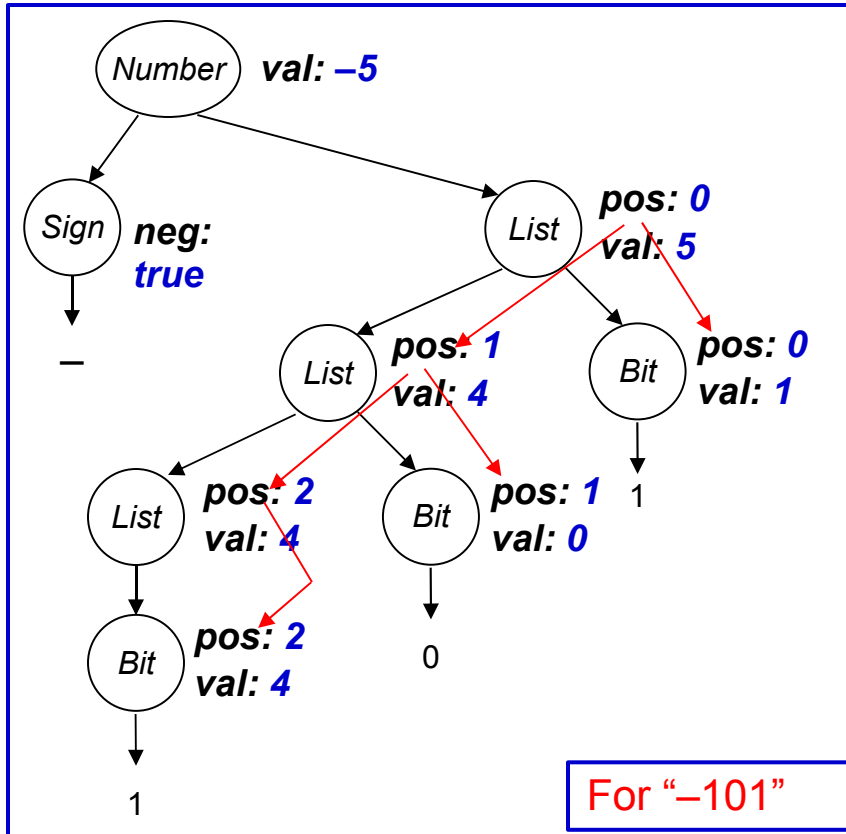 Number val: –5
Sign neg: true
List pos: 0
val: 5
–
List pos: 1
val: 4
Bit pos: 0
val: 1
List pos: 2
val: 4
Bit pos: 1
val: 0
1
Bit pos: 2
val: 4
0
1
For “–101”